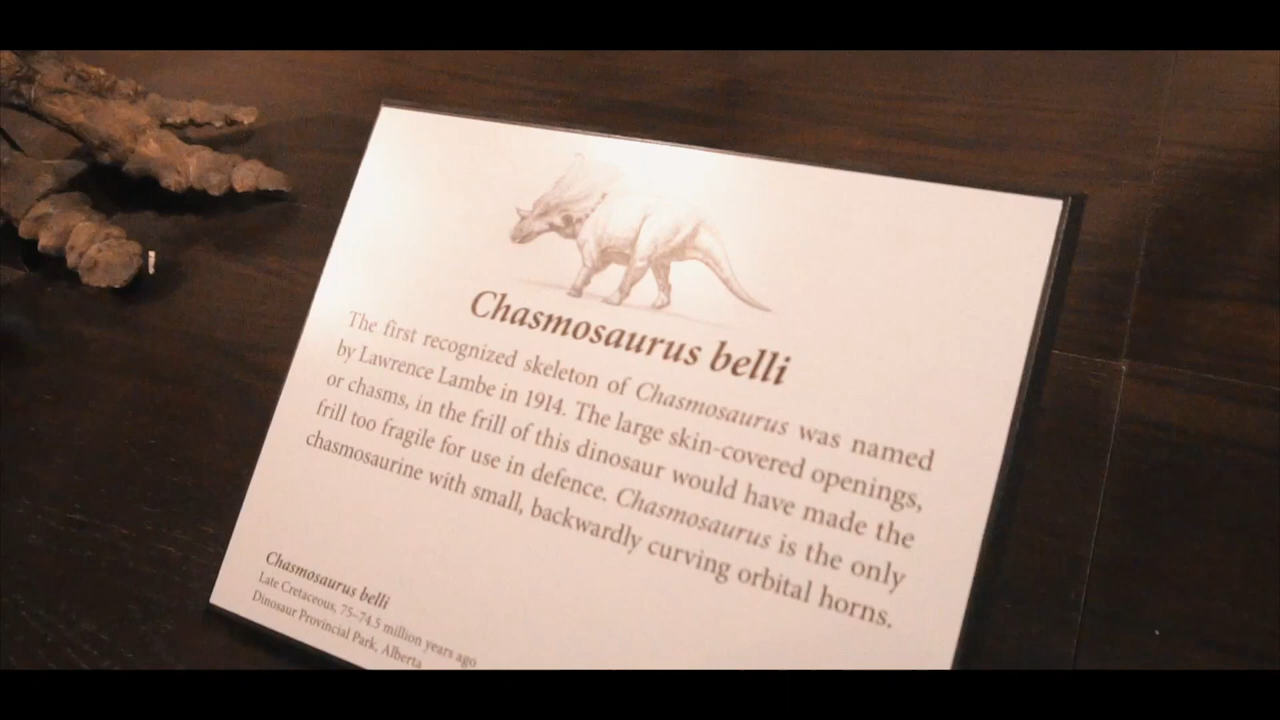 Chasmosaurus belli
The first recognized skeleton of Chasmosaurus was named
by Lawrence Lambe in 1914. The large skin-covered openings,
or chasms, in the frill of this dinosaur would have made the
frill too fragile for use in defence. Chasmosaurus is the only
chasmosaurine with small, backwardly curving orbital horns.
Chasmosaurus belli
Late Cretaceous, 75–74.5 million years ago
Dinosaur Provincial Park, Alberta